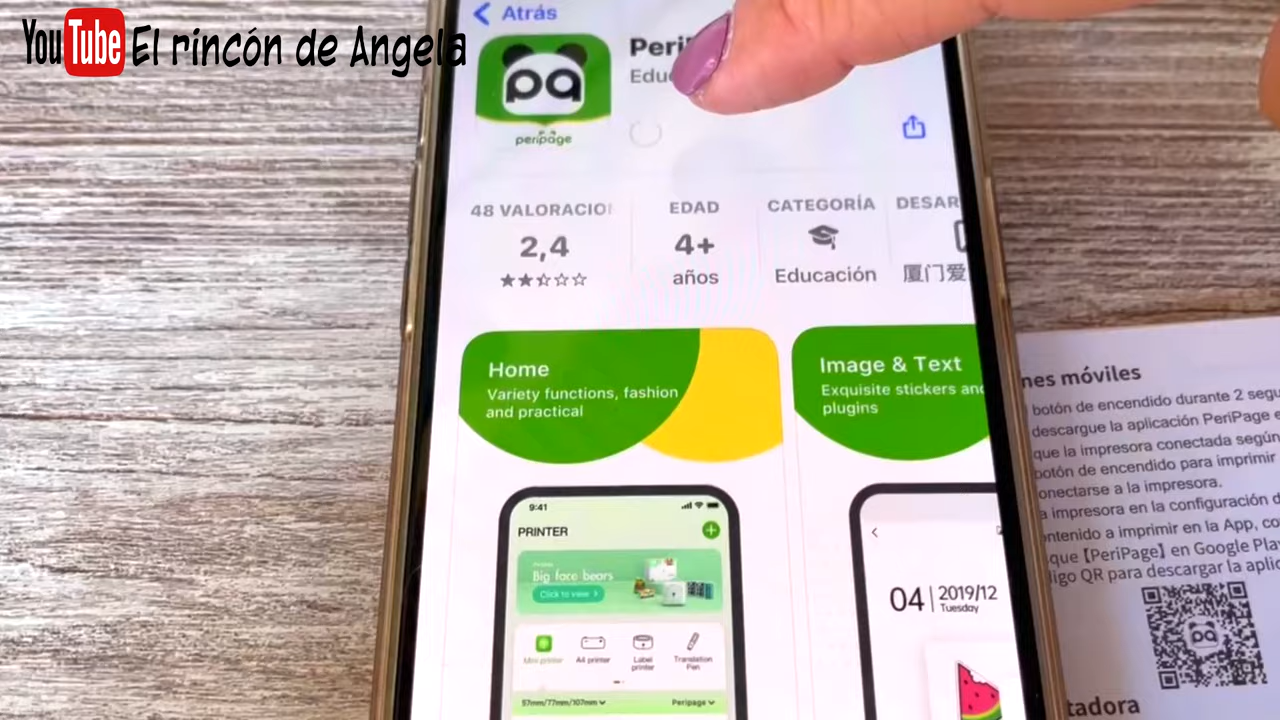 YouTube El rincón de Angela
Atrás
peripage
48 VALORACIO
2,4
EDAD
4+
años
CATEGORÍA
Educación
DESAR
厦门爱
Home
Variety functions, fashion
and practical
Image & Text
Exquisite stickers and
plugins
9:41
PRINTER
Big face bears
Click to view
Mini printer
A4 printer
Label
printer
Translation
Pen
57mm/77mm/107mm
Peripage
04
2019/12
Tuesday
nes móviles
botón de encendido durante 2 segu
descargue la aplicación PeriPage
que la impresora conectada según
botón de encendido para imprimir
onectarse a la impresora.
a impresora en la configuración d
ntenido a imprimir en la App, co
que【PeriPage】en Google Play
igo QR para descargar la aplic
tadora